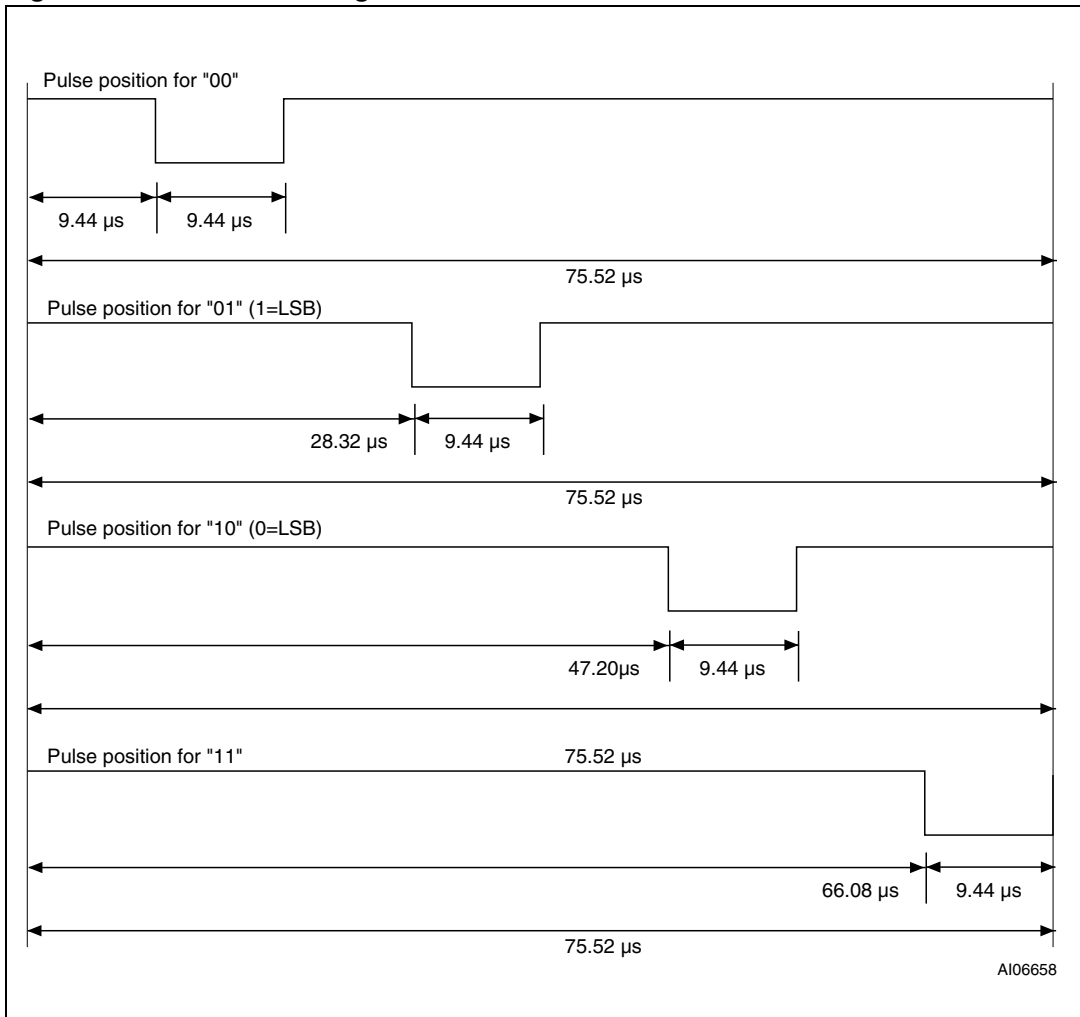 Pulse position for "00"
9.44 µs 9.44 µs
75.52 µs
Pulse position for "01" (1=LSB)
28.32 µs 9.44 µs
75.52 µs
Pulse position for "10" (0=LSB)
47.20µs 9.44 µs
Pulse position for "11" 75.52 µs
66.08 µs 9.44 µs
75.52 µs
AI06658